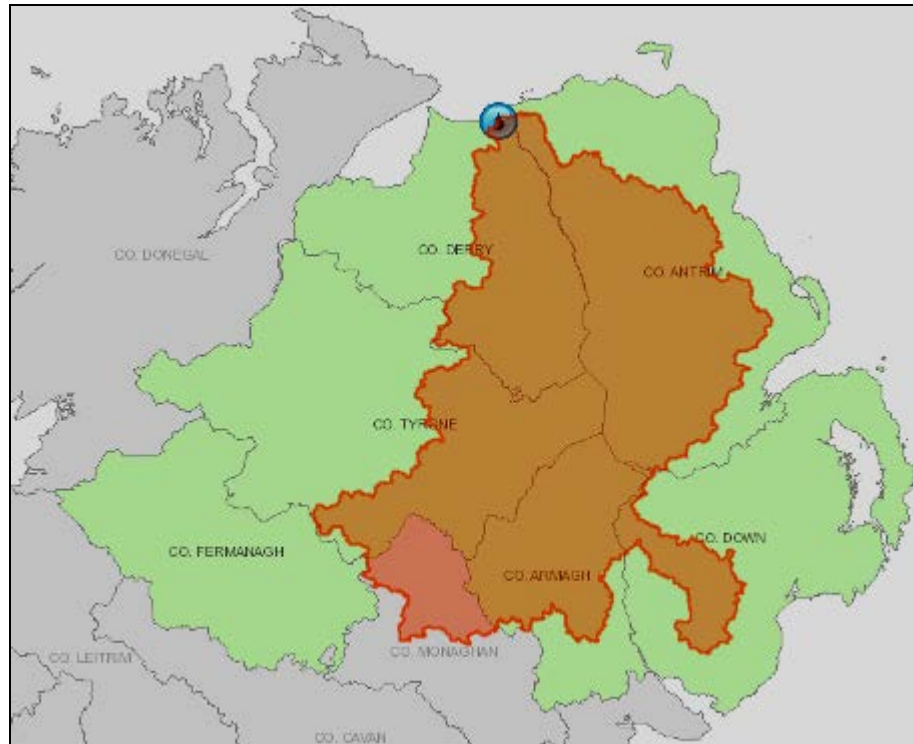 CO. DERRY
CO. DONEGAL
CO. ANTRIM
CO. TYRONE
CO. DOWN
CO. FERMANAGH
CO. ARMAGH
CO. MONAGHAN
CO. LEITRIM
CO. CAVAN